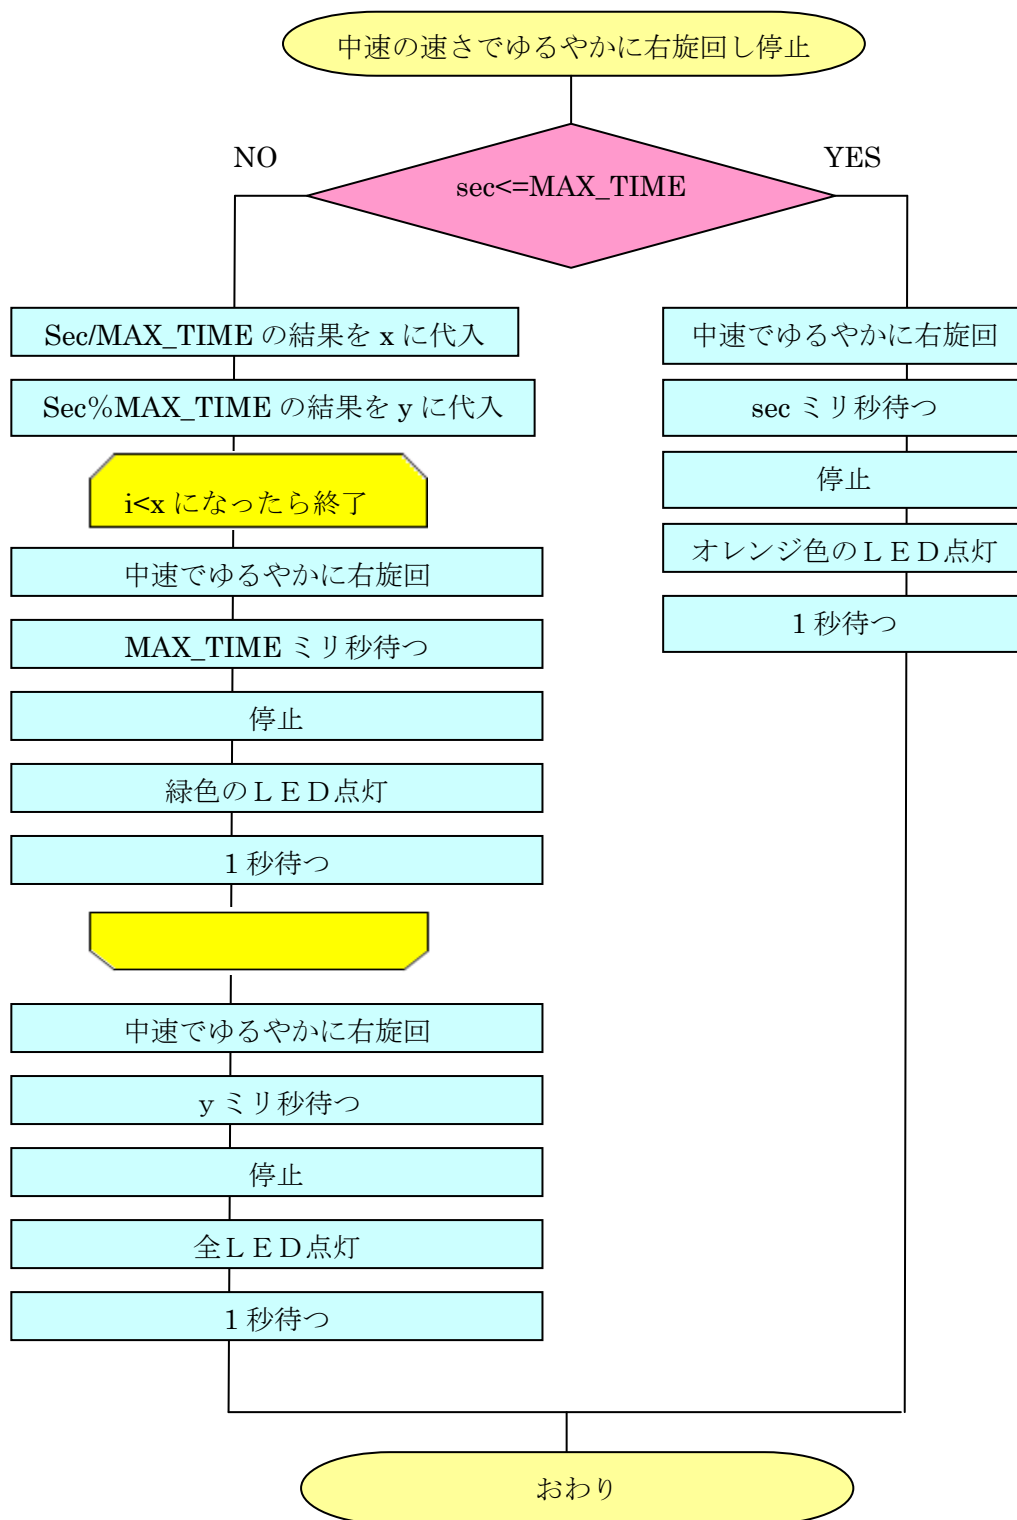 中速の速さでゆるやかに右旋回し停止
NO
YES
sec<=MAX_TIME
Sec/MAX_TIME の結果を x に代入
Sec%MAX_TIME の結果を y に代入
i<x になったら終了
中速でゆるやかに右旋回
MAX_TIME ミリ秒待つ
停止
緑色のＬＥＤ点灯
1 秒待つ
中速でゆるやかに右旋回
y ミリ秒待つ
停止
全ＬＥＤ点灯
1 秒待つ
中速でゆるやかに右旋回
sec ミリ秒待つ
停止
オレンジ色のＬＥＤ点灯
1 秒待つ
おわり